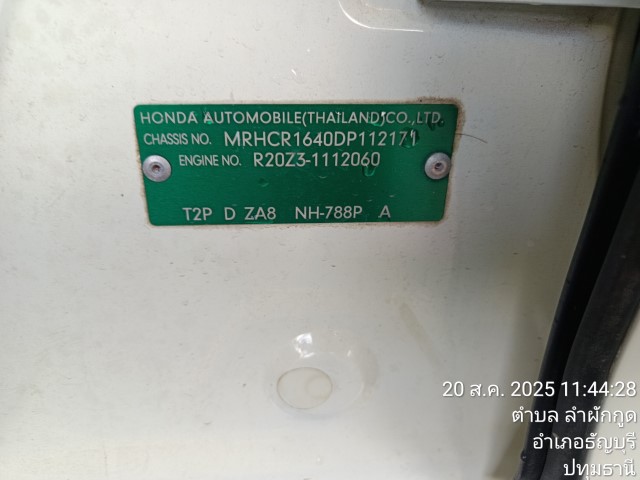 HONDA AUTOMOBILE(THAILAND)CO.,LTD.
CHASSIS NO. MRHCR1640DP112171
ENGINE NO. R20Z3-1112060
T2P D ZA8 NH-788P A
20 ส.ค. 2025 11:44:28
ตำบล ลำผักกูด
อำเภอธัญบุรี
ปทุมธานี